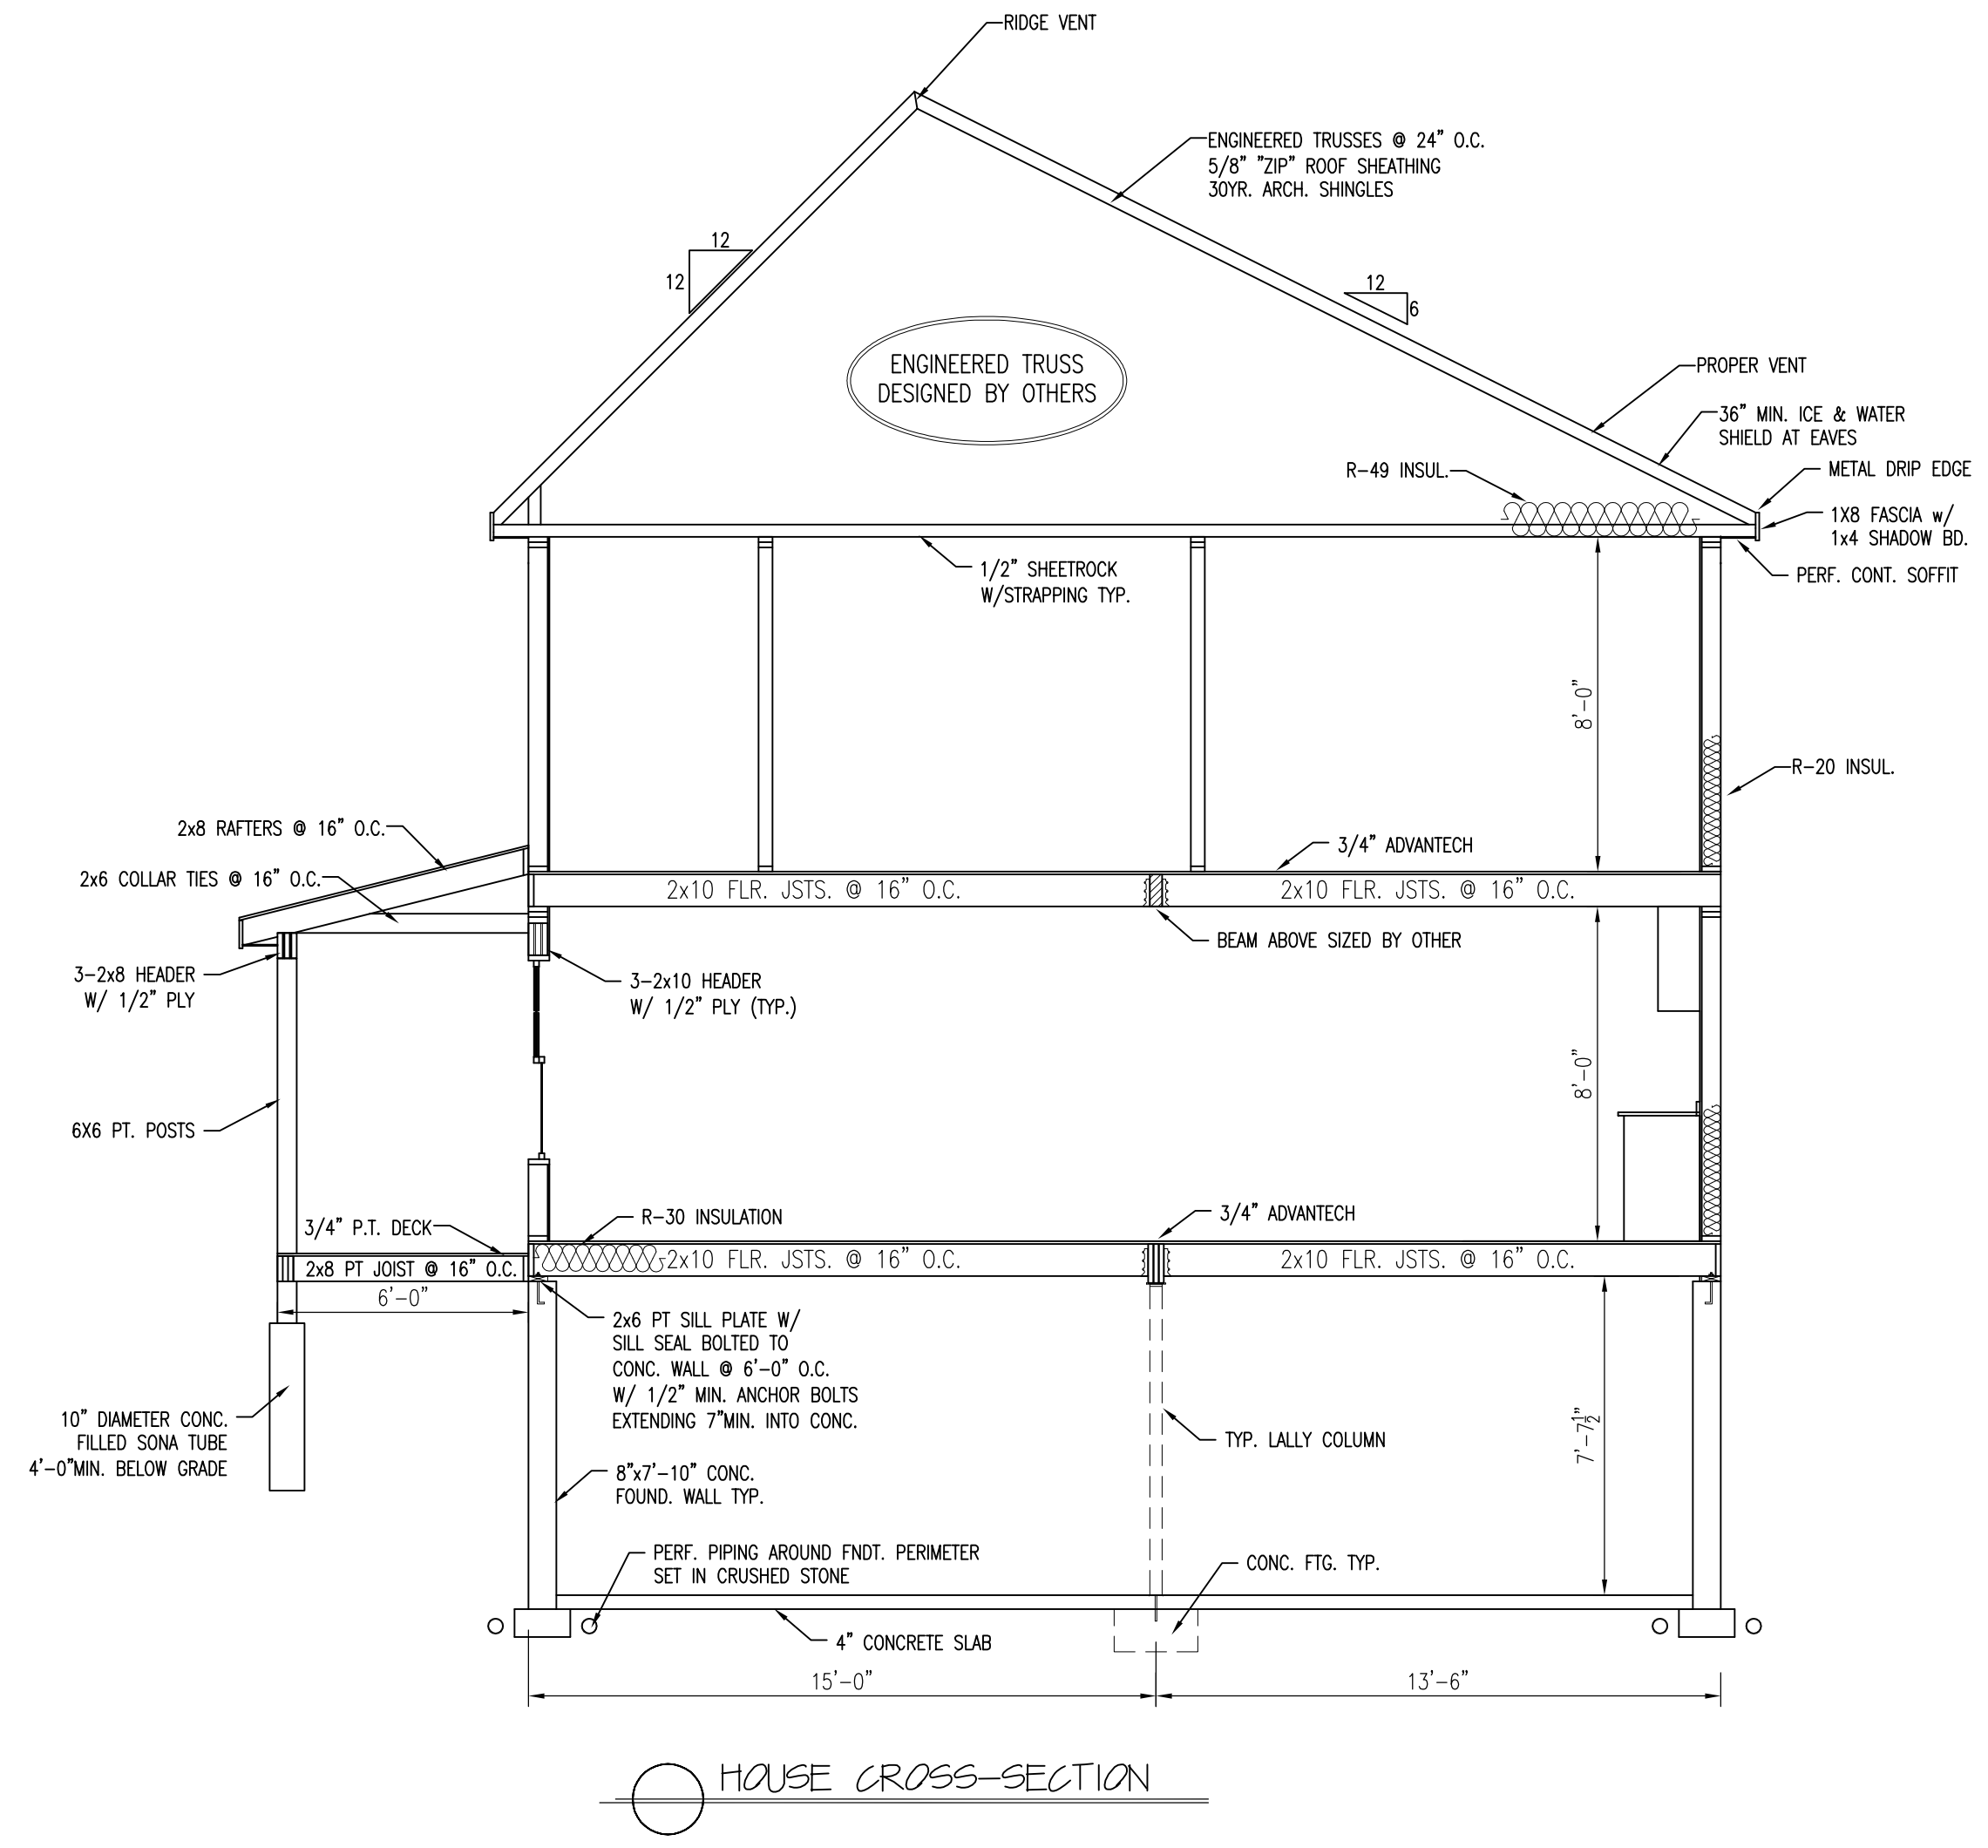 RIDGE VENT
ENGINEERED TRUSSES @ 24" O.C.
5/8" "ZIP" ROOF SHEATHING
30YR. ARCH. SHINGLES
12
12
12
6
ENGINEERED TRUSS
DESIGNED BY OTHERS
PROPER VENT
36" MIN. ICE & WATER
SHIELD AT EAVES
R-49 INSUL.
METAL DRIP EDGE
1X8 FASCIA w/
1x4 SHADOW BD.
PERF. CONT. SOFFIT
1/2" SHEETROCK
W/STRAPPING TYP.
8'-0"
R-20 INSUL.
2x8 RAFTERS @ 16" O.C.
2x6 COLLAR TIES @ 16" O.C.
3/4" ADVANTECH
2x10 FLR. JSTS. @ 16" O.C.
2x10 FLR. JSTS. @ 16" O.C.
BEAM ABOVE SIZED BY OTHER
3-2x8 HEADER
W/ 1/2" PLY
3-2x10 HEADER
W/ 1/2" PLY (TYP.)
8'-0"
6X6 PT. POSTS
R-30 INSULATION
3/4" ADVANTECH
3/4" P.T. DECK
2x10 FLR. JSTS. @ 16" O.C.
2x10 FLR. JSTS. @ 16" O.C.
2x8 PT JOIST @ 16" O.C.
6'-0"
2x6 PT SILL PLATE W/
SILL SEAL BOLTED TO
CONC. WALL @ 6'-0" O.C.
W/ 1/2" MIN. ANCHOR BOLTS
EXTENDING 7"MIN. INTO CONC.
10" DIAMETER CONC.
FILLED SONA TUBE
4'-0"MIN. BELOW GRADE
TYP. LALLY COLUMN
7'-7½"
8"x7'-10" CONC.
FOUND. WALL TYP.
PERF. PIPING AROUND FNDT. PERIMETER
SET IN CRUSHED STONE
CONC. FTG. TYP.
4" CONCRETE SLAB
15'-0"
13'-6"
HOUSE CROSS-SECTION